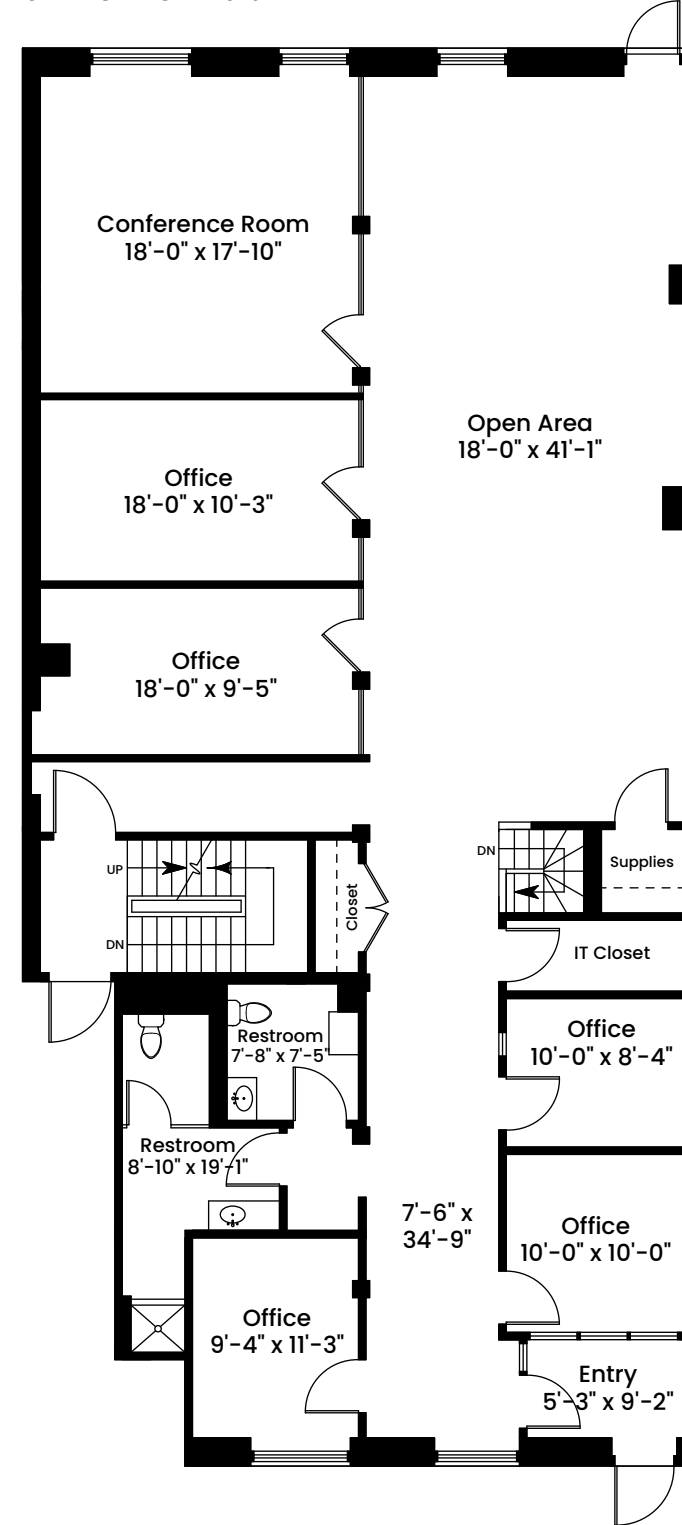 Conference Room
18'-0" x 17'-10"
Open Area
18'-0" x 41'-1"
Office
18'-0" x 10'-3"
Office
18'-0" x 9'-5"
UP
DN
Closet
DN
Supplies
IT Closet
Restroom
7'-8" x 7'-5"
Office
10'-0" x 8'-4"
Restroom
8'-10" x 19'-1"
7'-6" x
34'-9"
Office
10'-0" x 10'-0"
Office
9'-4" x 11'-3"
Entry
5'-3" x 9'-2"